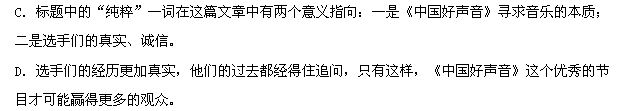 C. 标题中的“纯粹”一词在这篇文章中有两个意义指向：一是《中国好声音》寻求音乐的本质；
二是选手们的真实、诚信。
D. 选手们的经历更加真实，他们的过去都经得住追问，只有这样，《中国好声音》这个优秀的节
目才可能赢得更多的观众。